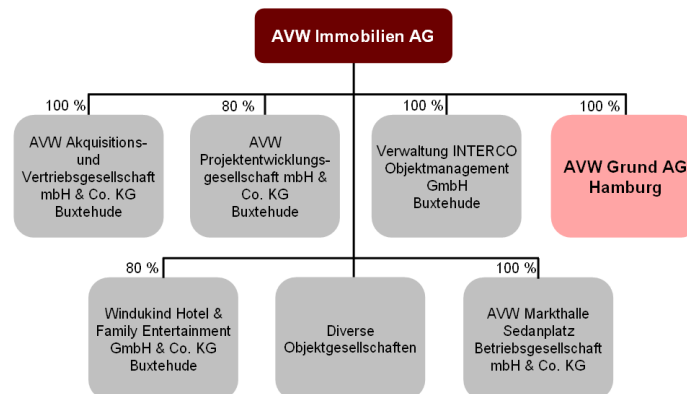 AVW Immobilien AG
100 %
80 %
100 %
100 %
AVW Akquisitions-
und
Vertriebsgesellschaft
mbH & Co. KG
Buxtehude
AVW
Projektentwicklungs-
gesellschaft mbH &
Co. KG
Buxtehude
Verwaltung INTERCO
Objektmanagement
GmbH
Buxtehude
AVW Grund AG
Hamburg
80 %
100 %
Windukind Hotel &
Family Entertainment
GmbH & Co. KG
Buxtehude
Diverse
Objektgesellschaften
AVW Markthalle
Sedanplatz
Betriebsgesellschaft
mbH & Co. KG